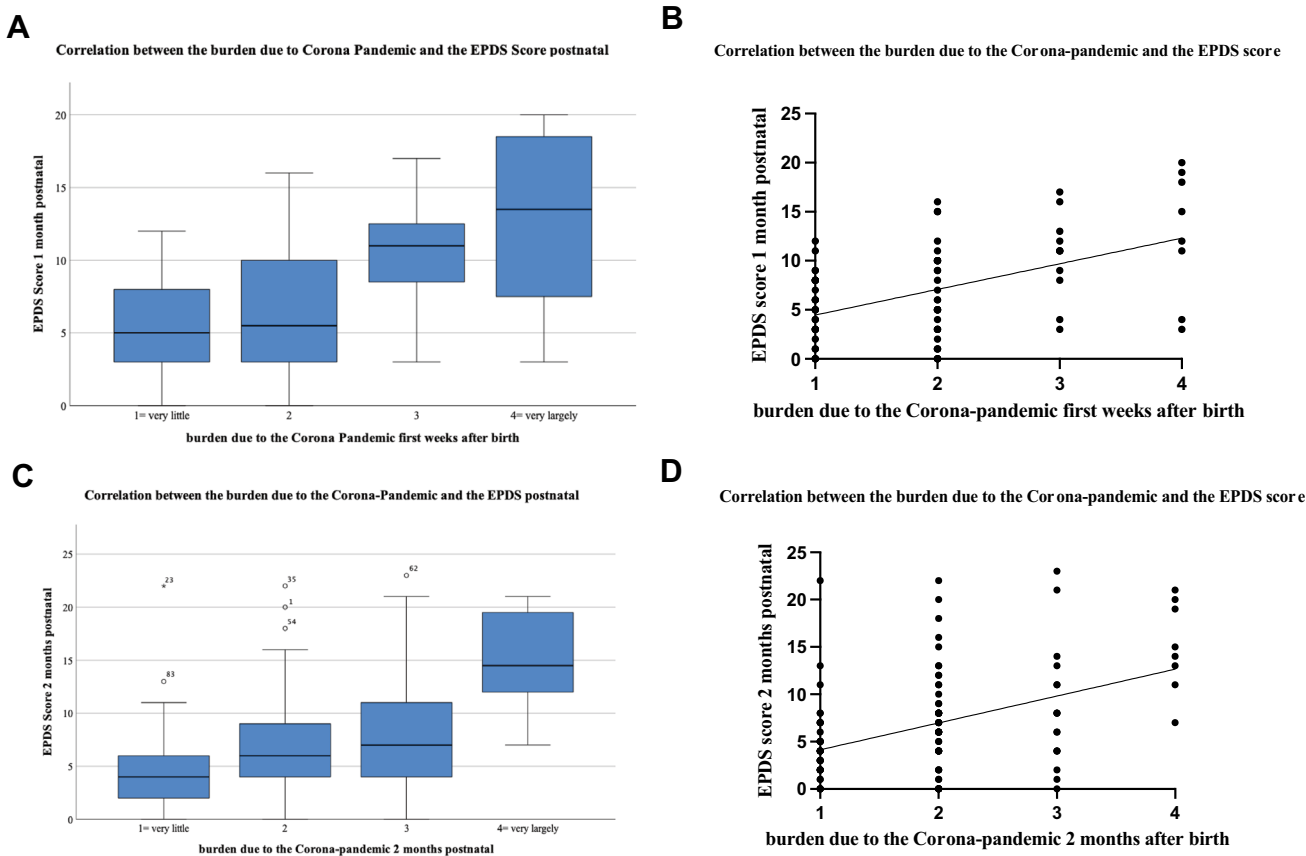 A
Correlation between the burden due to Corona Pandemic and the EPDS Score postnatal
EPDS Score 1 month postnatal
20
15
10
5
0
1= very little
2
3
4= very largely
burden due to the Corona Pandemic first weeks after birth
B
Correlation between the burden due to the Corona-pandemic and the EPDS score
EPDS score 1 month postnatal
25
20
15
10
5
0
1
2
3
4
burden due to the Corona-pandemic first weeks after birth
C
Correlation between the burden due to the Corona-Pandemic and the EPDS postnatal
EPDS Score 2 months postnatal
25
20
15
10
5
0
23
83
35
1
54
62
1= very little
2
3
4= very largely
burden due to the Corona-pandemic 2 months postnatal
D
Correlation between the burden due to the Corona-pandemic and the EPDS score
EPDS score 2 months postnatal
25
20
15
10
5
0
1
2
3
4
burden due to the Corona-pandemic 2 months after birth